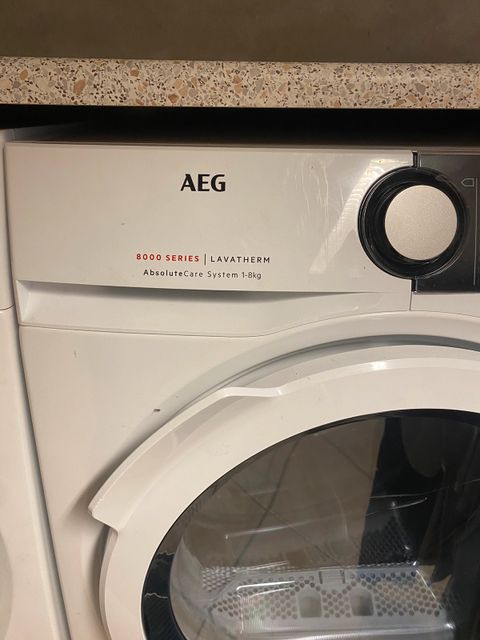 AEG
8000 SERIES | LAVATHERM
AbsoluteCare System 1-8kg